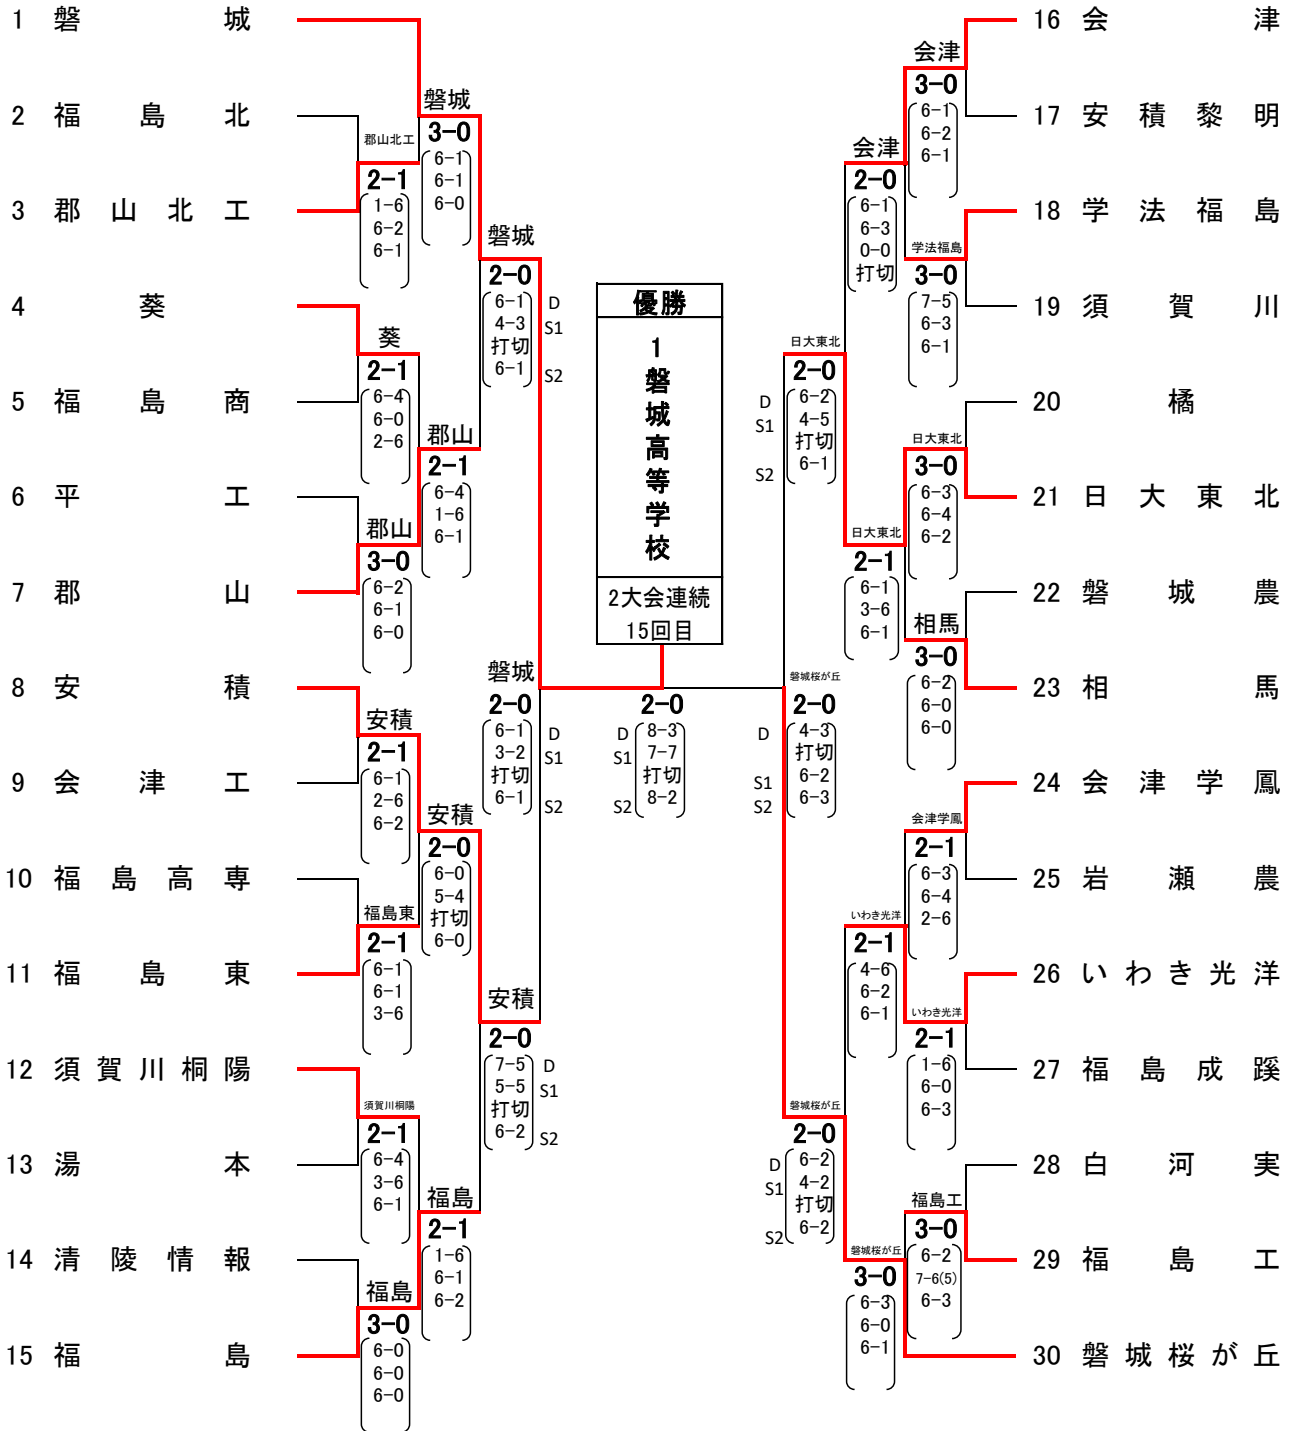 1 磐城
2 福島北
3 郡山北工
4 葵
5 福島商
6 平工
7 郡山
8 安積
9 会津工
10 福島高専
11 福島東
12 須賀川桐陽
13 湯本
14 清陵情報
15 福島
郡山北工
2-1
1-6
6-2
6-1
葵
2-1
6-4
6-0
2-6
郡山
3-0
6-2
6-1
6-0
安積
2-1
6-1
2-6
6-2
福島東
2-1
6-1
6-1
3-6
須賀川桐陽
2-1
6-4
3-6
6-1
福島
3-0
6-0
6-0
6-0
磐城
3-0
6-1
6-1
6-0
郡山
2-1
6-4
1-6
6-1
安積
2-0
6-0
5-4
打切
6-0
福島
2-1
1-6
6-1
6-2
磐城
2-0
6-1 D
4-3 S1
打切
6-1 S2
安積
2-0
7-5 D
5-5 S1
打切
6-2 S2
磐城
2-0
6-1 D
3-2 S1
打切
6-1 S2
優勝
1磐城高等学校
2大会連続
15回目
2-0
D 8-3
S1 7-7
打切
S2 8-2
磐城桜が丘
2-0
D 4-3
打切
S1 6-2
S2 6-3
日大東北
2-0
D 6-2
S1 4-5
打切
S2 6-1
磐城桜が丘
2-0
D 6-2
S1 4-2
打切
S2 6-2
会津
2-0
6-1
6-3
0-0
打切
日大東北
2-1
6-1
3-6
6-1
いわき光洋
2-1
4-6
6-2
6-1
磐城桜が丘
3-0
6-3
6-0
6-1
会津
3-0
6-1
6-2
6-1
学法福島
3-0
7-5
6-3
6-1
日大東北
3-0
6-3
6-4
6-2
相馬
3-0
6-2
6-0
6-0
会津学鳳
2-1
6-3
6-4
2-6
いわき光洋
2-1
1-6
6-0
6-3
福島工
3-0
6-2
7-6(5)
6-3
16 会津
17 安積黎明
18 学法福島
19 須賀川
20 橘
21 日大東北
22 磐城農
23 相馬
24 会津学鳳
25 岩瀬農
26 いわき光洋
27 福島成蹊
28 白河実
29 福島工
30 磐城桜が丘